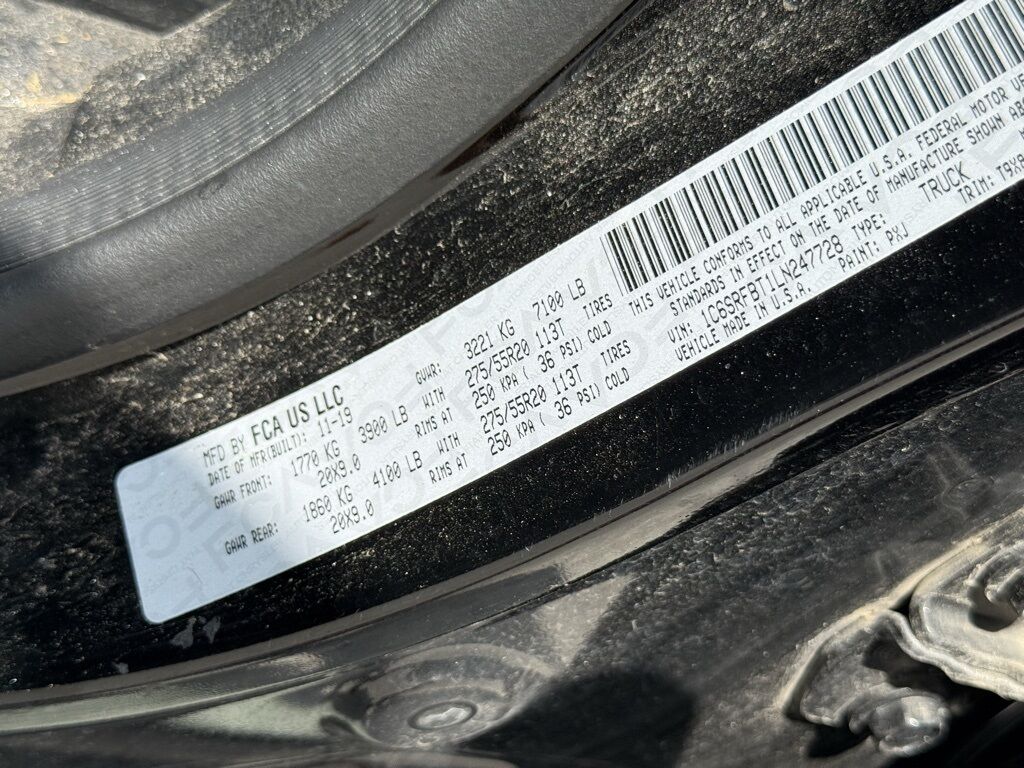 MFD BY FCA US LLC
DATE OF MFR(BUILT): 11-19 GVWR: 3221 KG 7100 LB
GAWR FRONT: 1770 KG 3900 LB WITH 275/55R20 113T TIRES
20X9.0 RIMS AT 250 KPA ( 36 PSI) COLD
GAWR REAR: 1860 KG 4100 LB WITH 275/55R20 113T TIRES
20X9.0 RIMS AT 250 KPA ( 36 PSI) COLD
THIS VEHICLE CONFORMS TO ALL APPLICABLE U.S.A. FEDERAL MOTOR VE
STANDARDS IN EFFECT ON THE DATE OF MANUFACTURE SHOWN AB
VIN: 1C6SRFBT1LN247728 TYPE: TRUCK
VEHICLE MADE IN U.S.A. PAINT: PXJ TRIM: T9X8